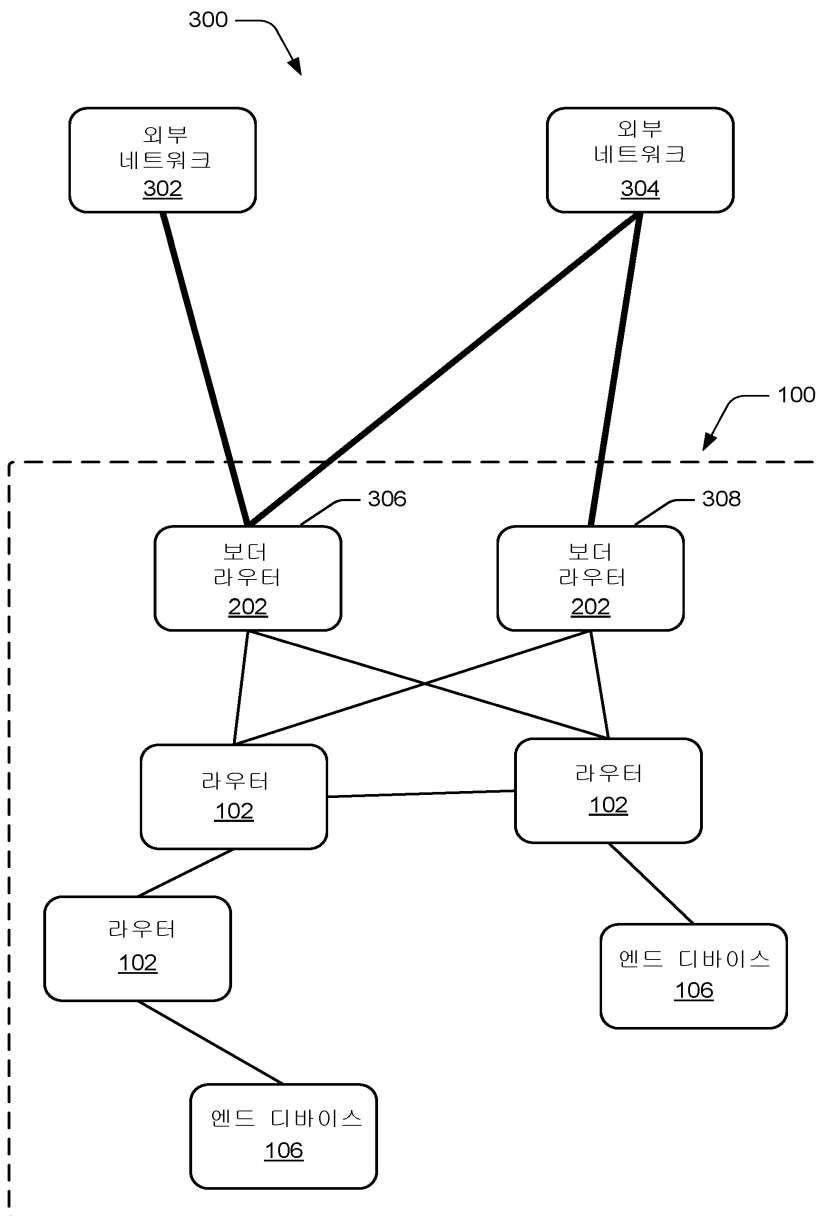 300
외부
네트워크
302
외부
네트워크
304
100
306
308
보더
라우터
202
보더
라우터
202
라우터
102
라우터
102
라우터
102
엔드 디바이스
106
엔드 디바이스
106